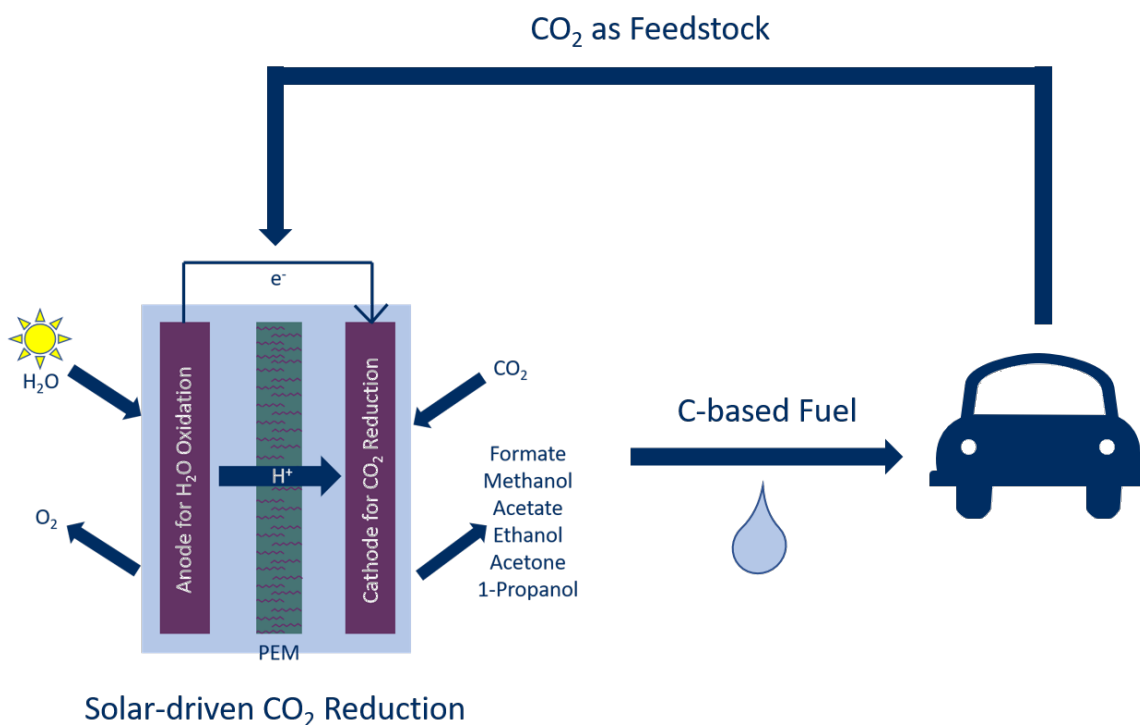 CO₂ as Feedstock
e⁻
H₂O
O₂
Anode for H₂O Oxidation
H⁺
PEM
Cathode for CO₂ Reduction
CO₂
Formate
Methanol
Acetate
Ethanol
Acetone
1-Propanol
C-based Fuel
Solar-driven CO₂ Reduction